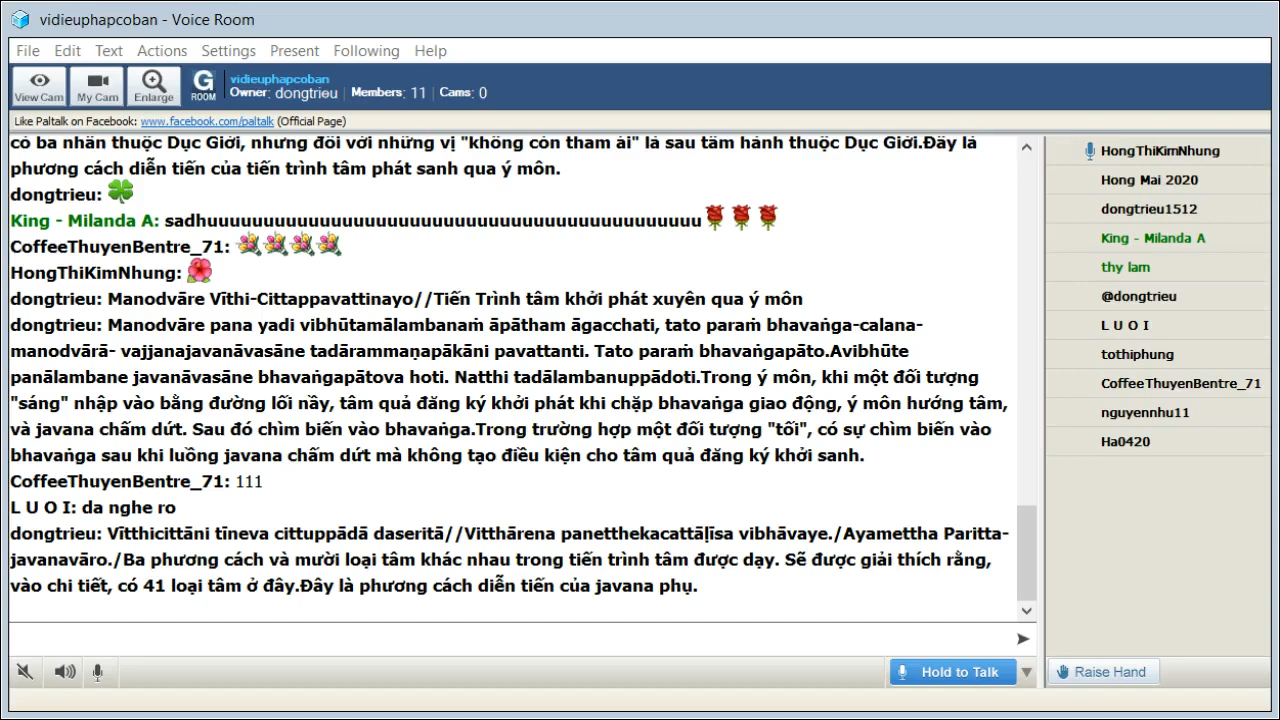 vidieuphapcoban - Voice Room
File Edit Text Actions Settings Present Following Help
View Cam My Cam Enlarge G ROOM
vidieuphapcoban
Owner: dongtrieu Members: 11 Cams: 0
Like Paltalk on Facebook: www.facebook.com/paltalk (Official Page)
có ba nhân thuộc Dục Giới, nhưng đối với những vị "không còn tham ái" là sau tâm hành thuộc Dục Giới.Đây là
phương cách diễn tiến của tiến trình tâm phát sanh qua ý môn.
dongtrieu:
King - Milanda A: sadhuuuuuuuuuuuuuuuuuuuuuuuuuuuuuuuuuuuuuuuuuuuu
CoffeeThuyenBentre_71:
HongThiKimNhung:
dongtrieu: Manodvāre Vīthi-Cittappavattinayo//Tiến Trình tâm khởi phát xuyên qua ý môn
dongtrieu: Manodvāre pana yadi vibhūtamālambanaṁ āpātham āgacchati, tato paraṁ bhavaṅga-calana-
manodvārā- vajjanajavanāvasāne tadārammaṇapākāni pavattanti. Tato paraṁ bhavaṅgapāto.Avibhūte
panālambane javanāvasāne bhavaṅgapātova hoti. Natthi tadālambanuppādoti.Trong ý môn, khi một đối tượng
"sáng" nhập vào bằng đường lối nầy, tâm quả đăng ký khởi phát khi chặp bhavaṅga giao động, ý môn hướng tâm,
và javana chấm dứt. Sau đó chìm biến vào bhavaṅga.Trong trường hợp một đối tượng "tối", có sự chìm biến vào
bhavaṅga sau khi luồng javana chấm dứt mà không tạo điều kiện cho tâm quả đăng ký khởi sanh.
CoffeeThuyenBentre_71: 111
L U O I: da nghe ro
dongtrieu: Vītthicittāni tīneva cittuppādā daseritā//Vitthārena panetthekacattāḷīsa vibhāvaye./Ayamettha Paritta-
javanavāro./Ba phương cách và mười loại tâm khác nhau trong tiến trình tâm được dạy. Sẽ được giải thích rằng,
vào chi tiết, có 41 loại tâm ở đây.Đây là phương cách diễn tiến của javana phụ.
HongThiKimNhung
Hong Mai 2020
dongtrieu1512
King - Milanda A
thy lam
@dongtrieu
L U O I
tothiphung
CoffeeThuyenBentre_71
nguyennhu11
Ha0420
Hold to Talk
Raise Hand